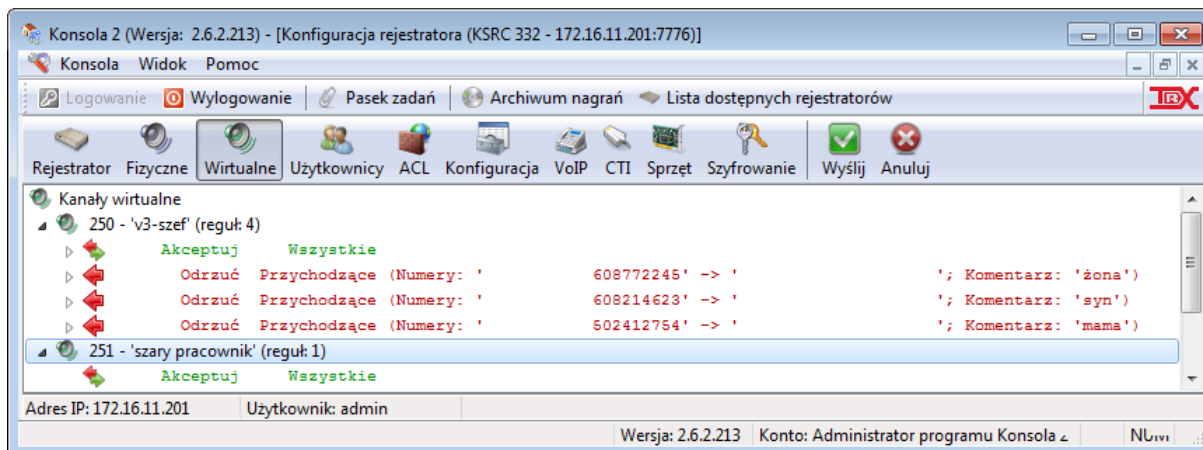 Konsola 2 (Wersja: 2.6.2.213) - [Konfiguracja rejestratora (KSRC 332 - 172.16.11.201:7776)]
Konsola Widok Pomoc
Logowanie Wylogowanie Pasek zadań Archiwum nagrań Lista dostępnych rejestratorów TRX
Rejestrator Fizyczne Wirtualne Użytkownicy ACL Konfiguracja VoIP CTI Sprzęt Szyfrowanie Wyślij Anuluj
Kanały wirtualne
250 - 'v3-szef' (reguł: 4)
Akceptuj Wszystkie
Odrzuć Przychodzące (Numery: ' 608772245' -> ' '; Komentarz: 'żona')
Odrzuć Przychodzące (Numery: ' 608214623' -> ' '; Komentarz: 'syn')
Odrzuć Przychodzące (Numery: ' 502412754' -> ' '; Komentarz: 'mama')
251 - 'szary pracownik' (reguł: 1)
Akceptuj Wszystkie
Adres IP: 172.16.11.201 Użytkownik: admin
Wersja: 2.6.2.213 Konto: Administrator programu Konsola 2 NUM